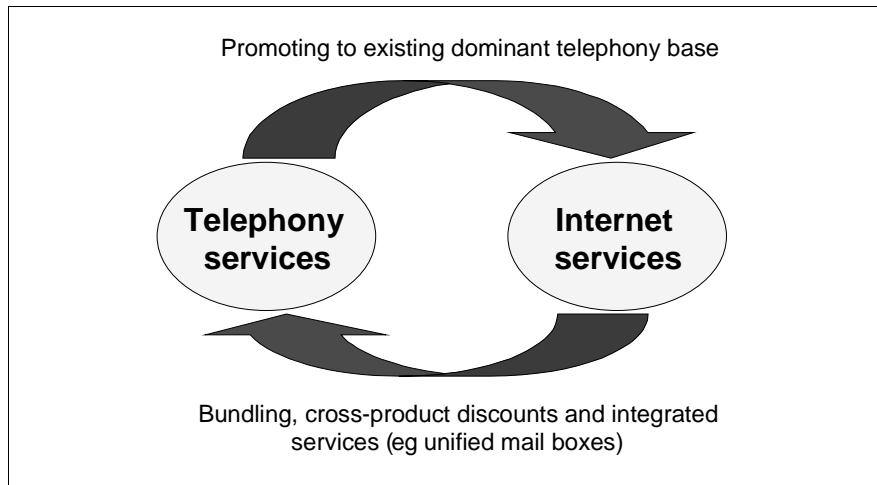 Promoting to existing dominant telephony base
Telephony
services
Internet
services
Bundling, cross-product discounts and integrated
services (eg unified mail boxes)